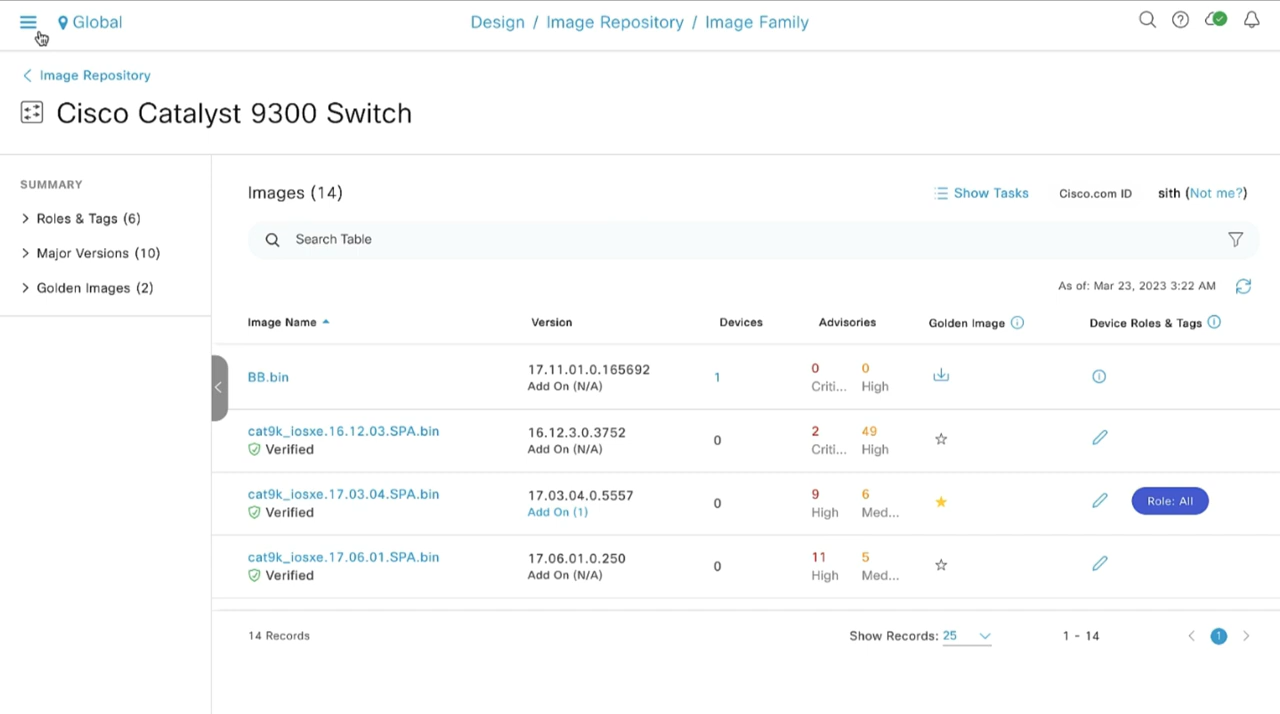 Global
Design / Image Repository / Image Family
Image Repository
Cisco Catalyst 9300 Switch
SUMMARY
Roles & Tags (6)
Major Versions (10)
Golden Images (2)
Images (14)
Show Tasks
Cisco.com ID
sith (Not me?)
Search Table
As of: Mar 23, 2023 3:22 AM
Image Name Version Devices Advisories Golden Image Device Roles & Tags
BB.bin 17.11.01.0.165692 1 0 0
Add On (N/A) Criti... High
cat9k_iosxe.16.12.03.SPA.bin 16.12.3.0.3752 0 2 49
Verified Add On (N/A) Criti... High
cat9k_iosxe.17.03.04.SPA.bin 17.03.04.0.5557 0 9 6 Role: All
Verified Add On (1) High Med...
cat9k_iosxe.17.06.01.SPA.bin 17.06.01.0.250 0 11 5
Verified Add On (N/A) High Med...
14 Records Show Records: 25 1 - 14 1